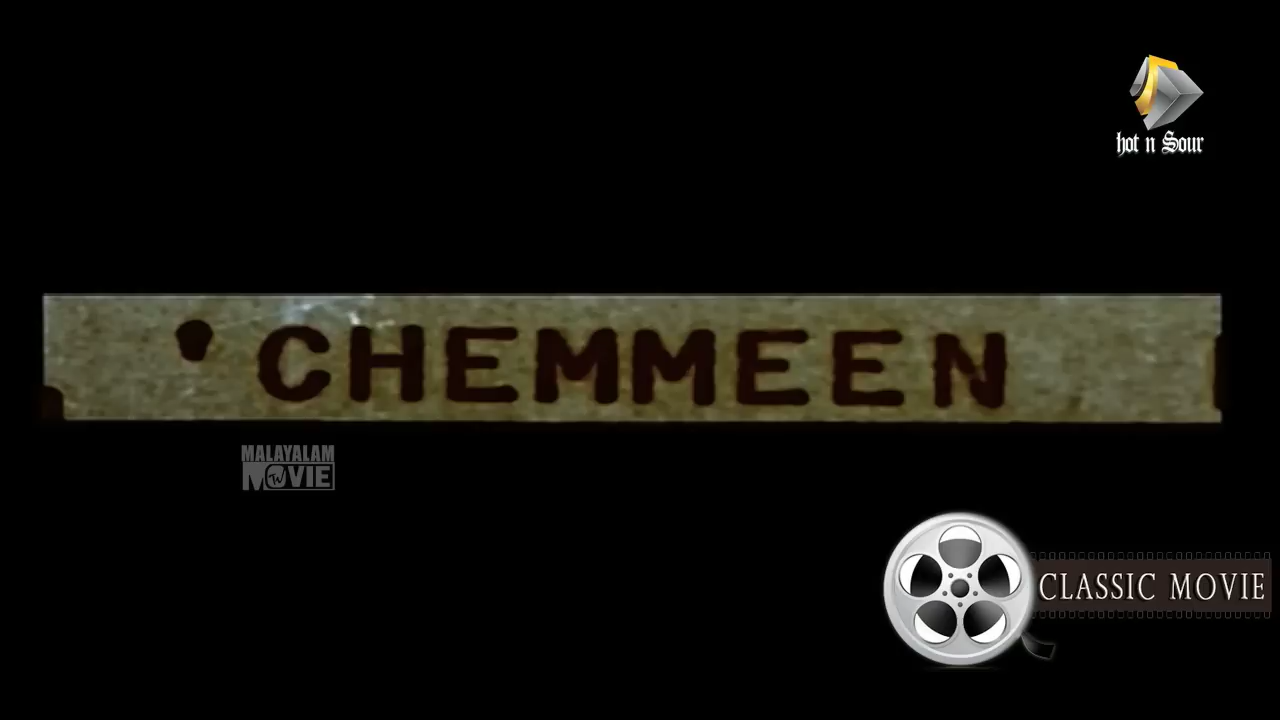 hot n Sour
CHEMMEEN
MALAYALAM
MOVIE
CLASSIC MOVIE